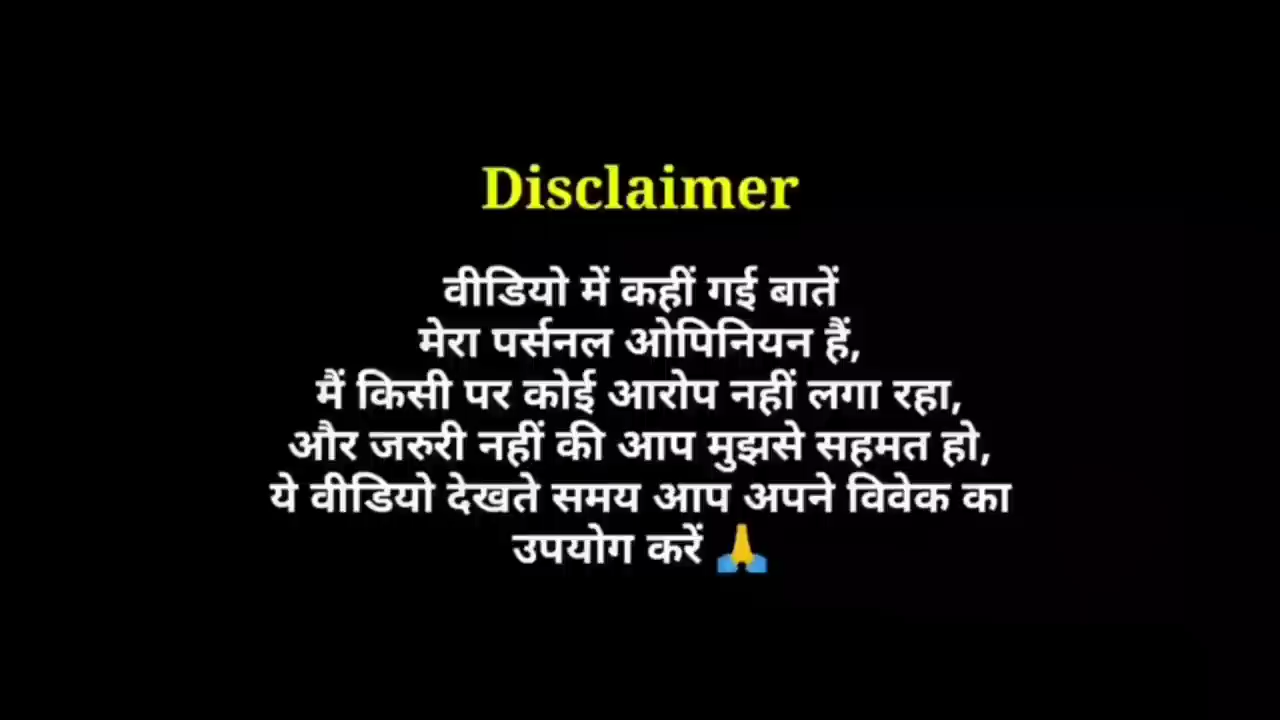 Disclaimer
वीडियो में कहीं गई बातें
मेरा पर्सनल ओपिनियन हैं,
मैं किसी पर कोई आरोप नहीं लगा रहा,
और जरुरी नहीं की आप मुझसे सहमत हो,
ये वीडियो देखते समय आप अपने विवेक का
उपयोग करें 🙏